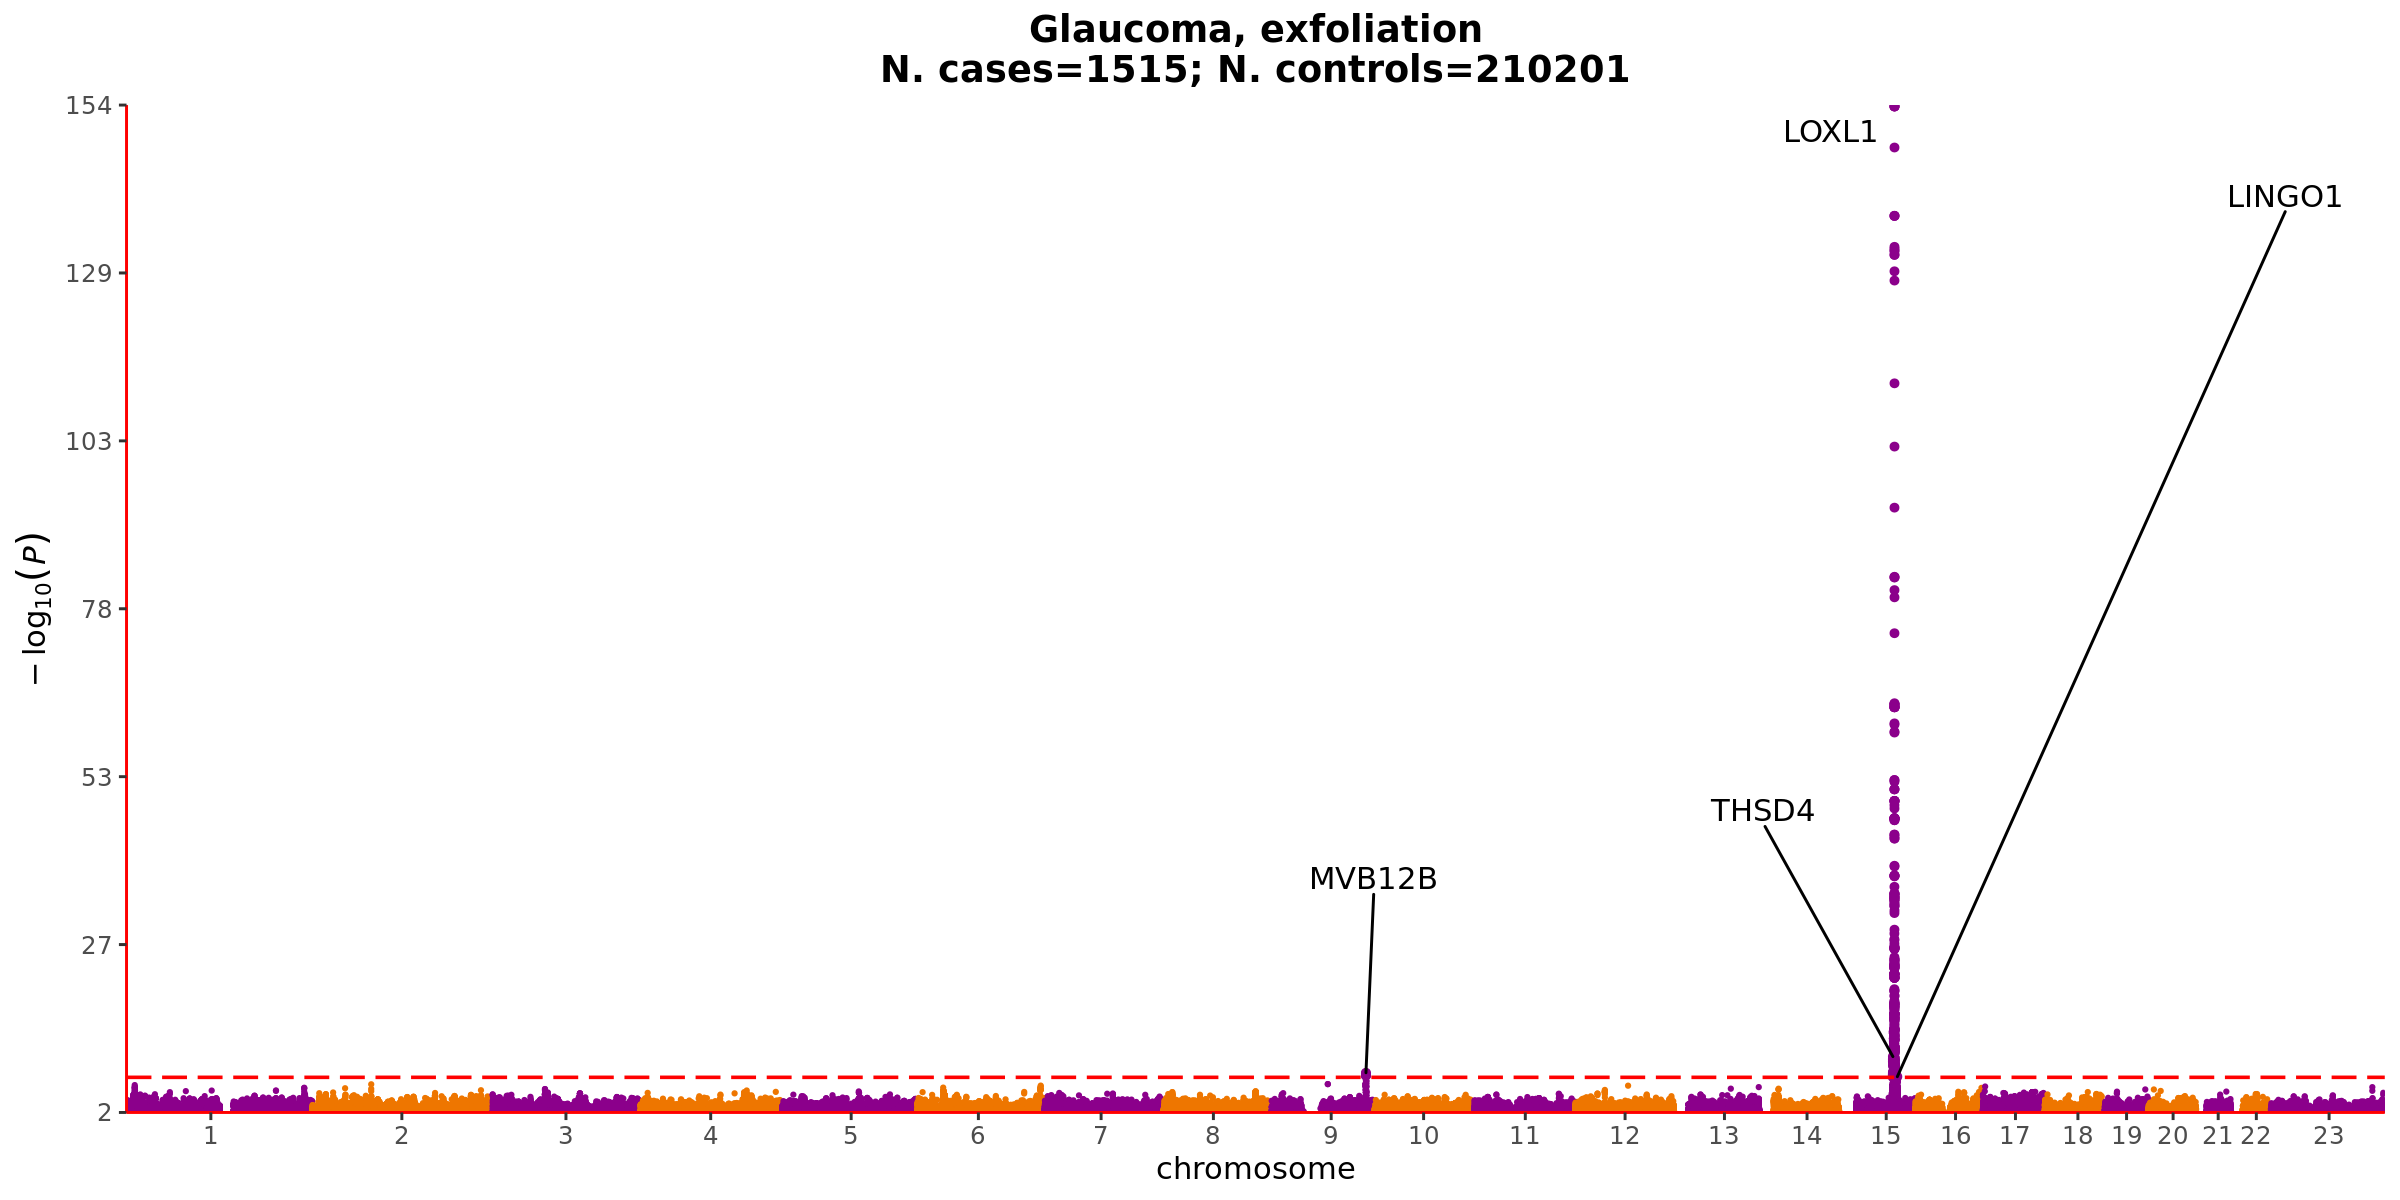 Glaucoma, exfoliation
N. cases=1515; N. controls=210201
154
129
103
78
53
27
2
− log10(P)
LOXL1
LINGO1
THSD4
MVB12B
1 2 3 4 5 6 7 8 9 10 11 12 13 14 15 16 17 18 19 20 21 22 23
chromosome